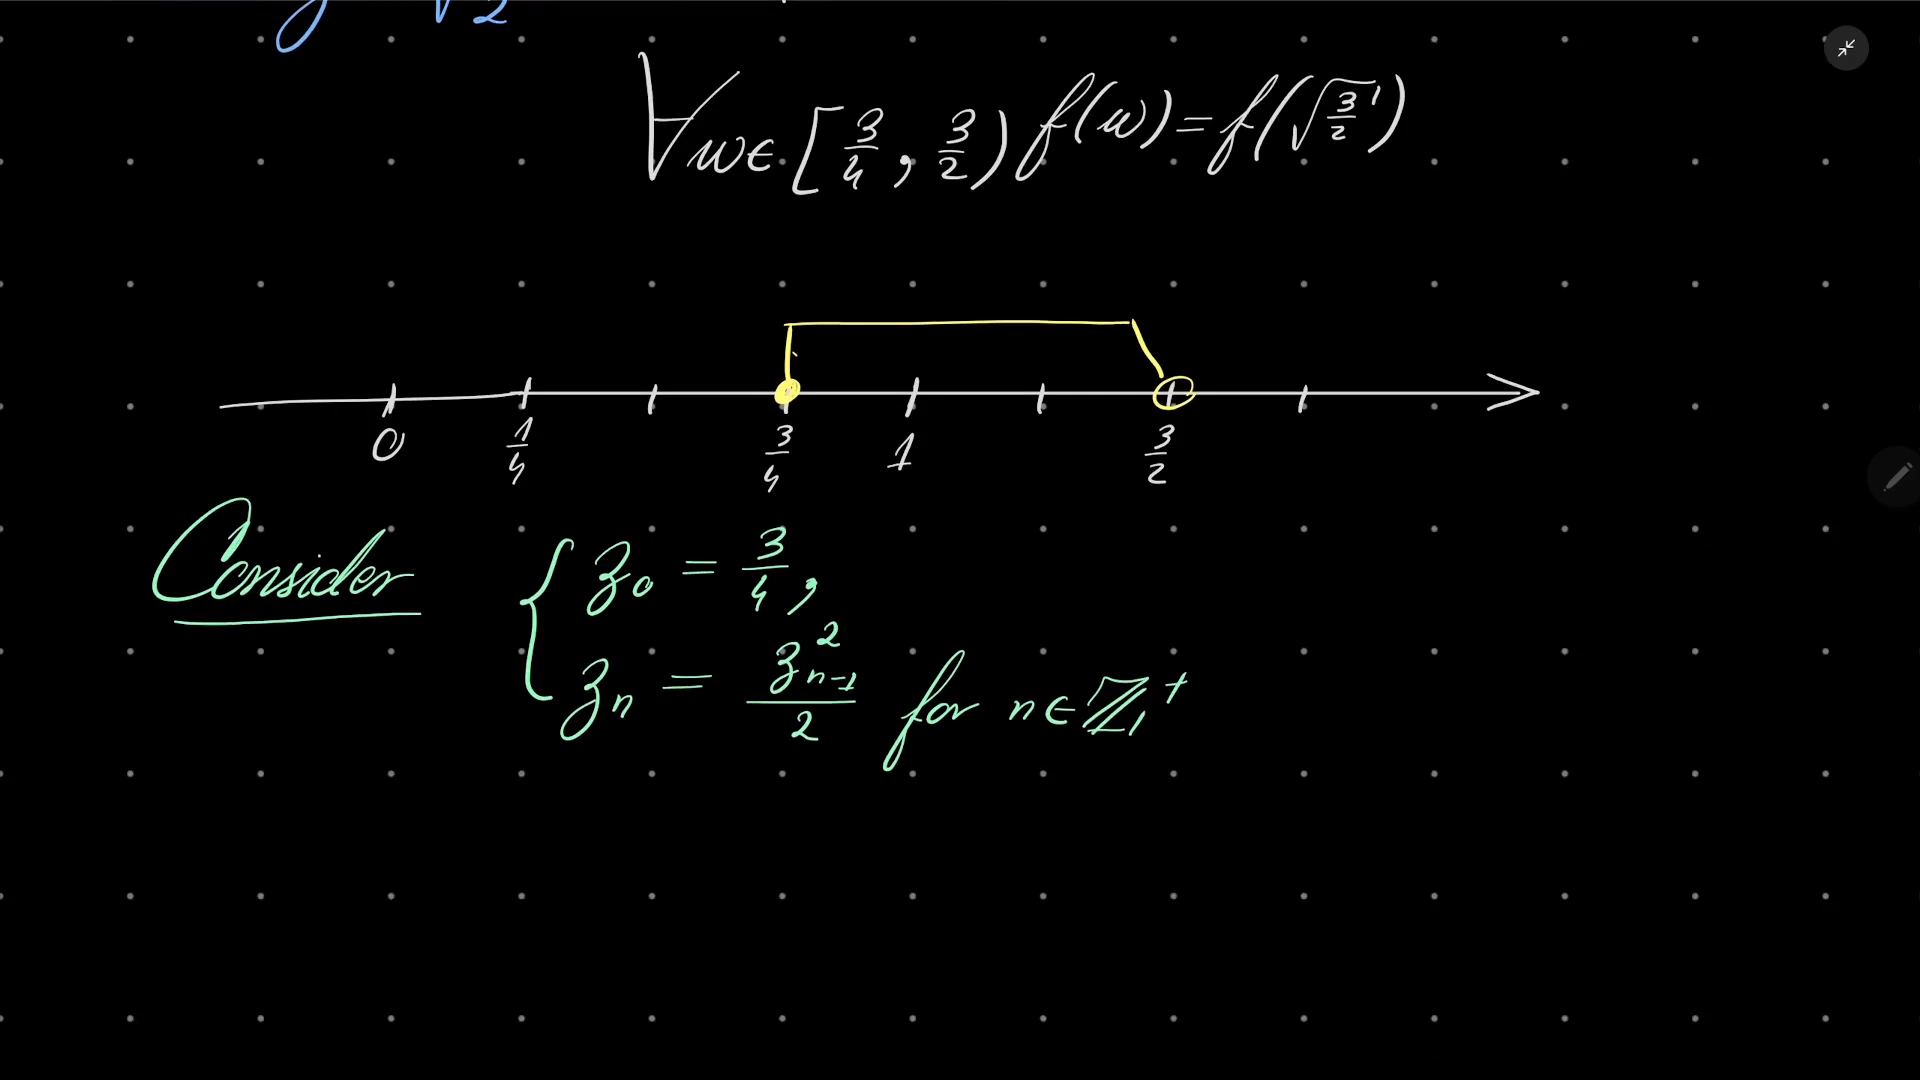 y √2
∀w∈[3/4, 3/2) f(w)=f(√(3/2))
0 1/4 3/4 1 3/2
Consider { z₀ = 3/4,
zₙ = z²ₙ₋₁/2 for n∈ℤ⁺